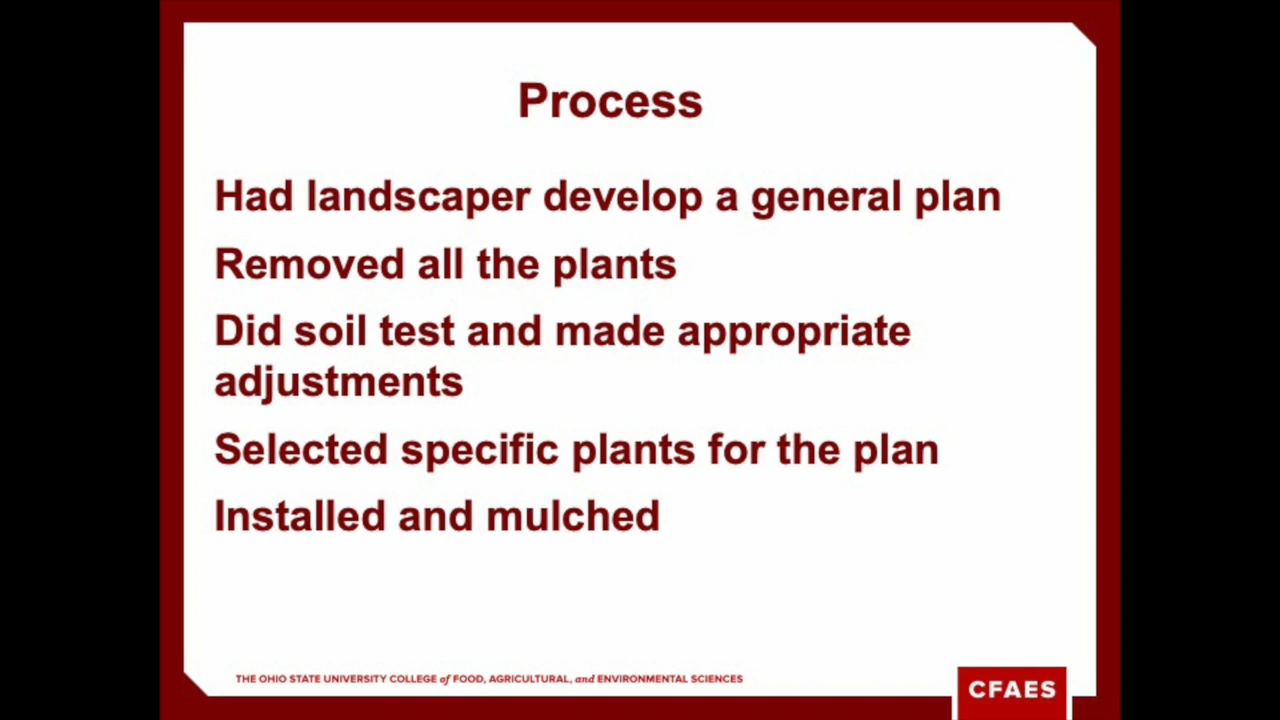 Process
Had landscaper develop a general plan
Removed all the plants
Did soil test and made appropriate
adjustments
Selected specific plants for the plan
Installed and mulched
THE OHIO STATE UNIVERSITY COLLEGE of FOOD, AGRICULTURAL, and ENVIRONMENTAL SCIENCES
CFAES